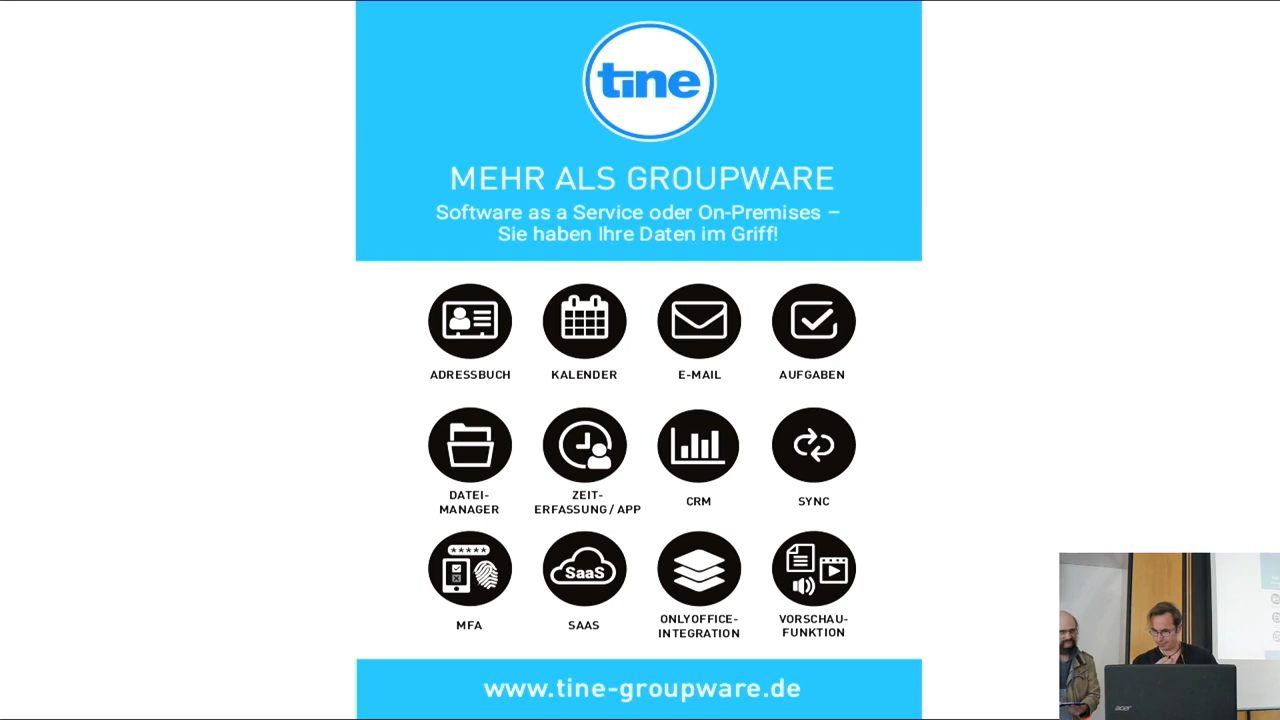 tine
MEHR ALS GROUPWARE
Software as a Service oder On-Premises –
Sie haben Ihre Daten im Griff!
ADRESSBUCH
KALENDER
E-MAIL
AUFGABEN
DATEI-
MANAGER
ZEIT-
ERFASSUNG / APP
CRM
SYNC
*****
SaaS
MFA
SAAS
ONLYOFFICE-
INTEGRATION
VORSCHAU-
FUNKTION
www.tine-groupware.de
acer